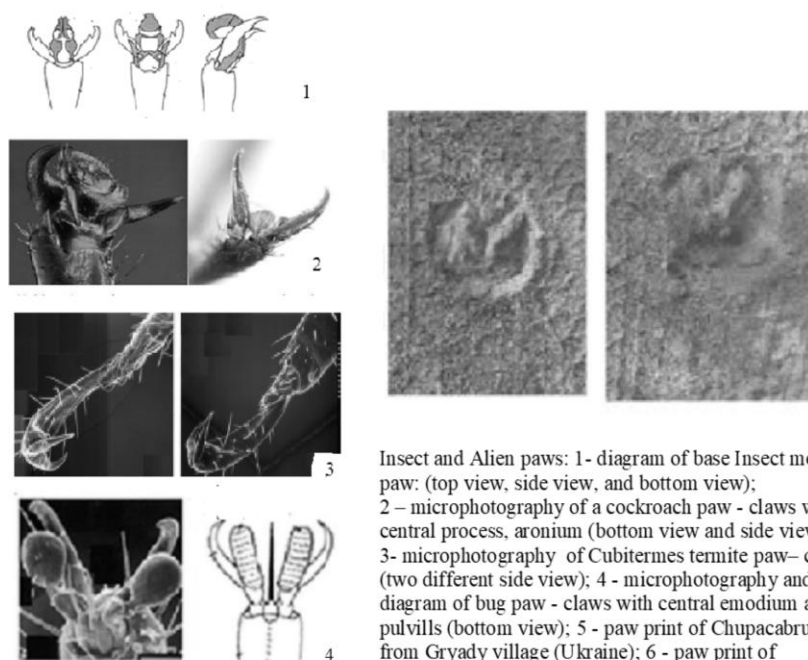 1
2
3
4
Insect and Alien paws: 1- diagram of base Insect
paw: (top view, side view, and bottom view);
2 – microphotography of a cockroach paw - claws
central process, aronium (bottom view and side
3- microphotography of Cubitermes termite paw–
(two different side view); 4 - microphotography and
diagram of bug paw - claws with central emodium
pulvills (bottom view); 5 - paw print of
from Gryady village (Ukraine); 6 - paw print of